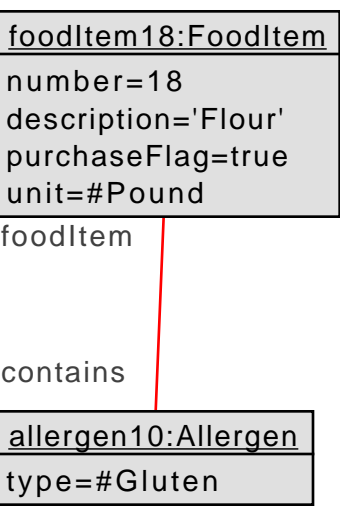 foodItem18:FoodItem
number=18
description='Flour'
purchaseFlag=true
unit=#Pound
foodItem
contains
allergen10:Allergen
type=#Gluten